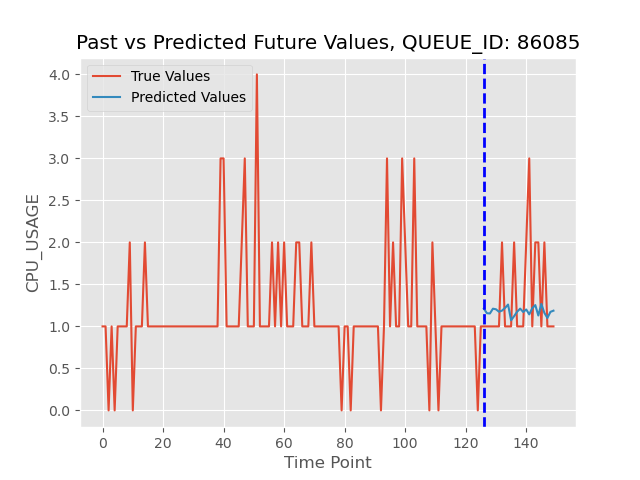 Past vs Predicted Future Values, QUEUE_ID: 86085
True Values
Predicted Values
CPU_USAGE
4.0
3.5
3.0
2.5
2.0
1.5
1.0
0.5
0.0
0 20 40 60 80 100 120 140
Time Point